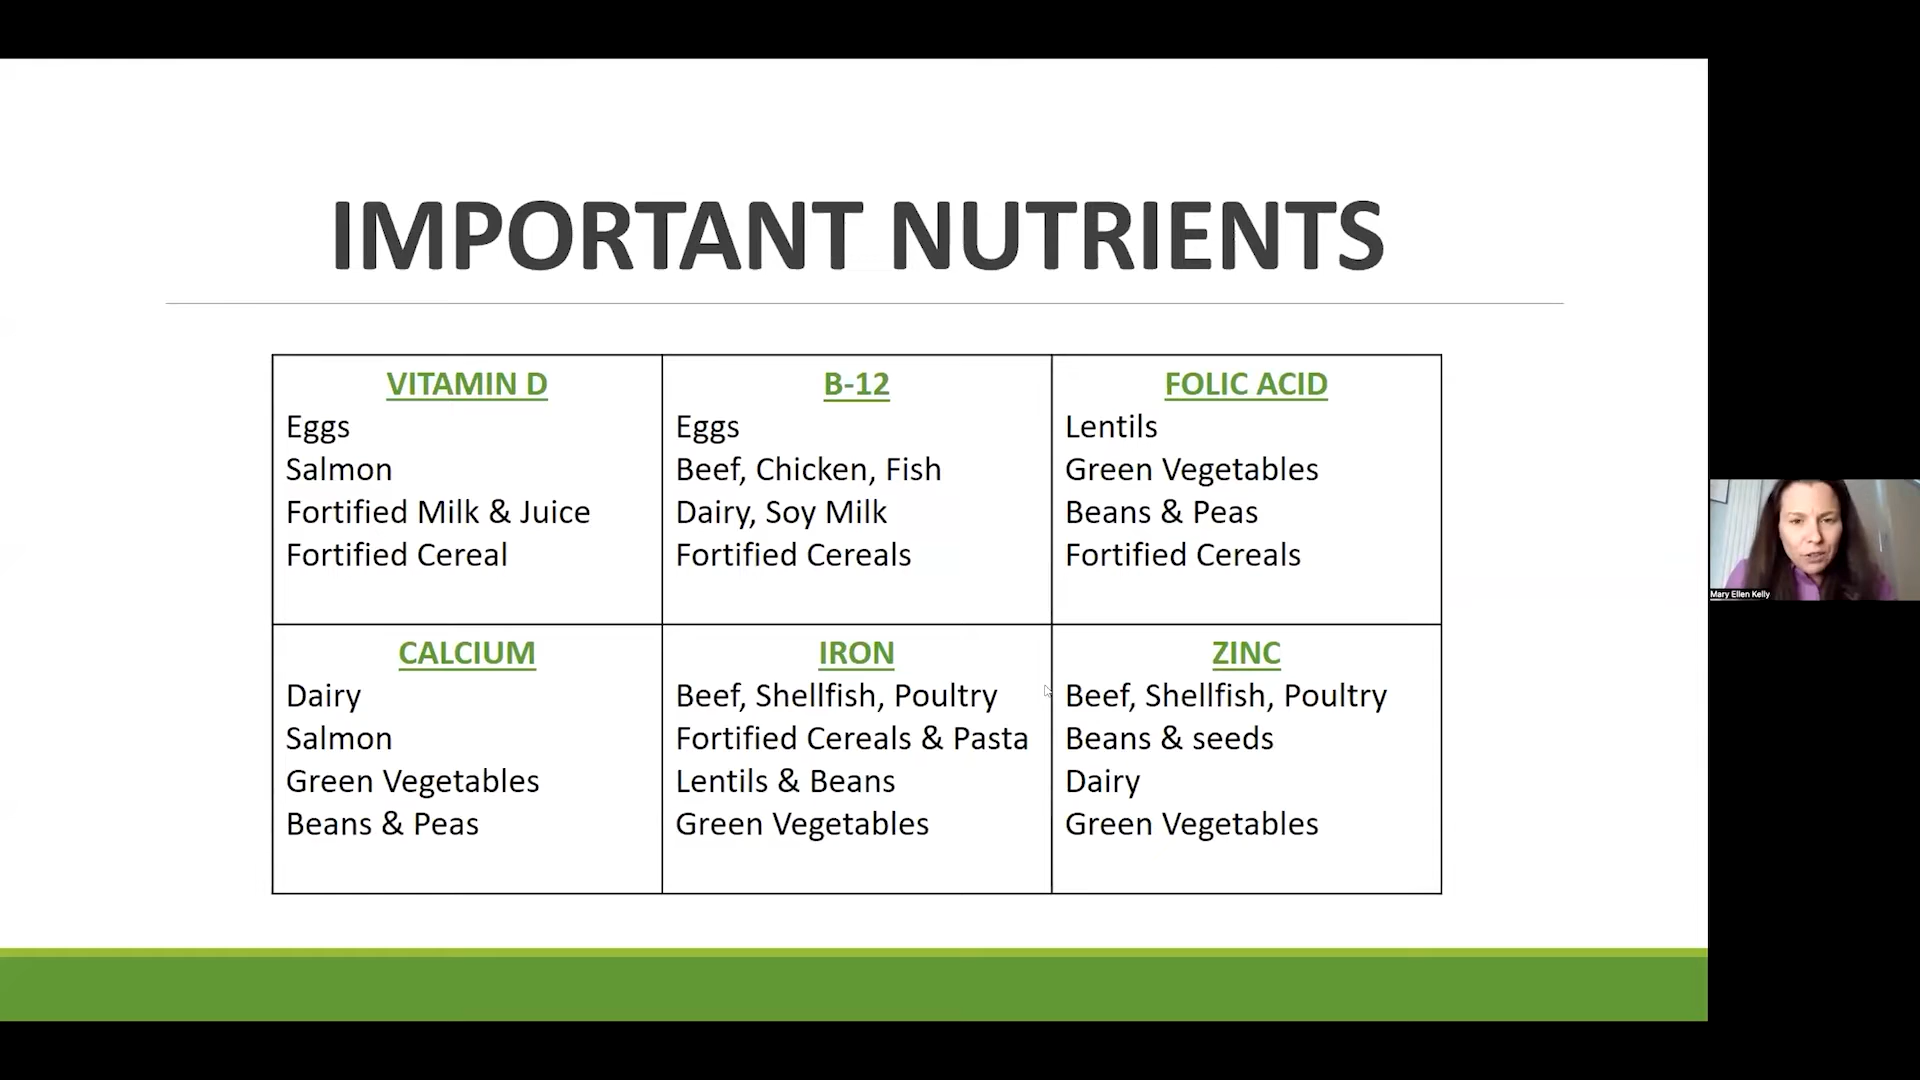 IMPORTANT NUTRIENTS
VITAMIN D
Eggs
Salmon
Fortified Milk & Juice
Fortified Cereal
B-12
Eggs
Beef, Chicken, Fish
Dairy, Soy Milk
Fortified Cereals
FOLIC ACID
Lentils
Green Vegetables
Beans & Peas
Fortified Cereals
CALCIUM
Dairy
Salmon
Green Vegetables
Beans & Peas
IRON
Beef, Shellfish, Poultry
Fortified Cereals & Pasta
Lentils & Beans
Green Vegetables
ZINC
Beef, Shellfish, Poultry
Beans & seeds
Dairy
Green Vegetables
Mary Ellen Kelly